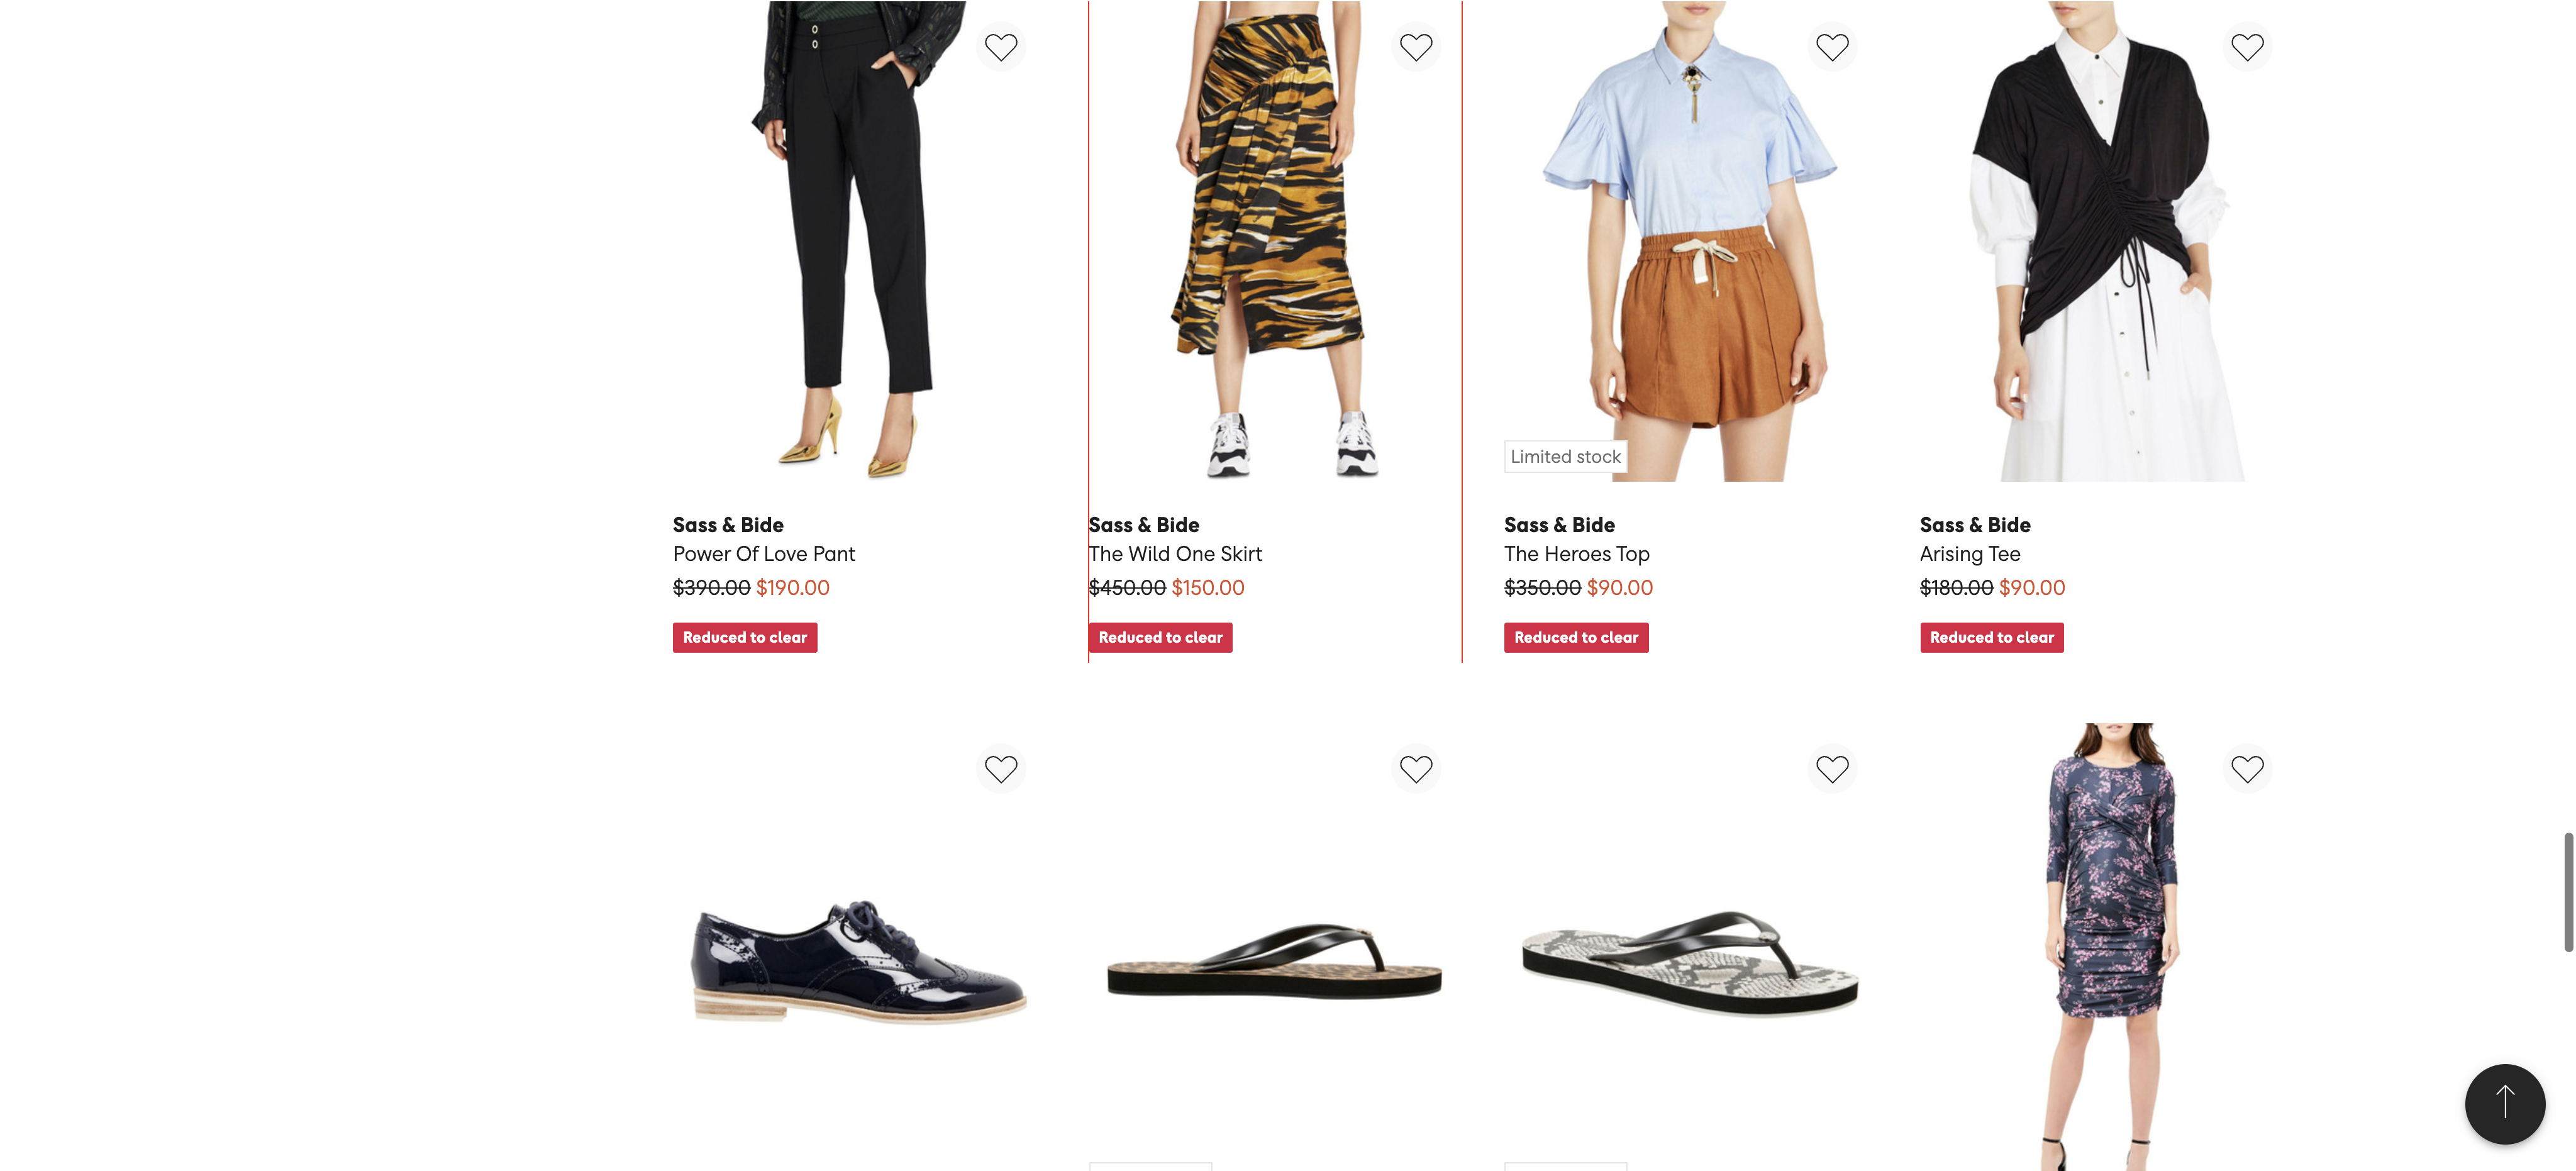 Limited stock
Sass & Bide
Power Of Love Pant
$390.00 $190.00
Reduced to clear
Sass & Bide
The Wild One Skirt
$450.00 $150.00
Reduced to clear
Sass & Bide
The Heroes Top
$350.00 $90.00
Reduced to clear
Sass & Bide
Arising Tee
$180.00 $90.00
Reduced to clear